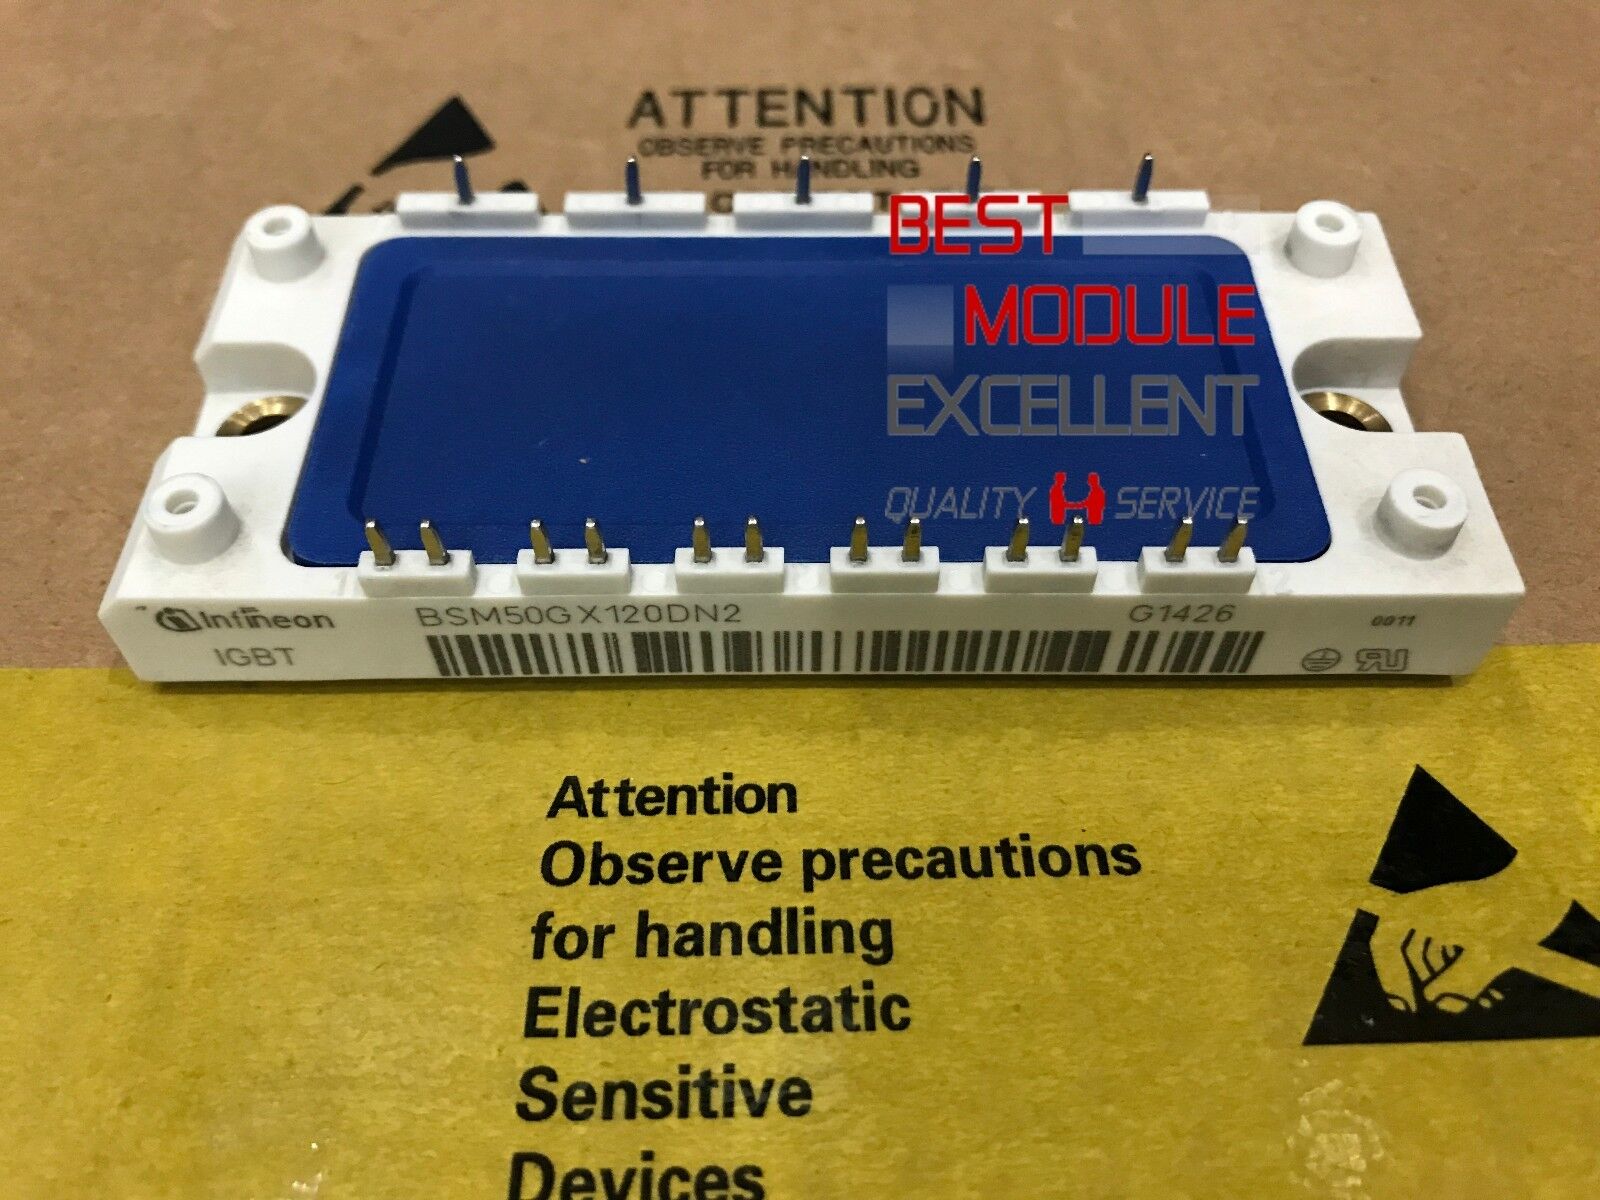 ATTENTION
OBSERVE PRECAUTIONS
FOR HANDLING
BEST
MODULE
EXCELLENT
QUALITY SERVICE
Infineon
IGBT
BSM50GX120DN2
G1426
0011
Attention
Observe precautions
for handling
Electrostatic
Sensitive
Devices